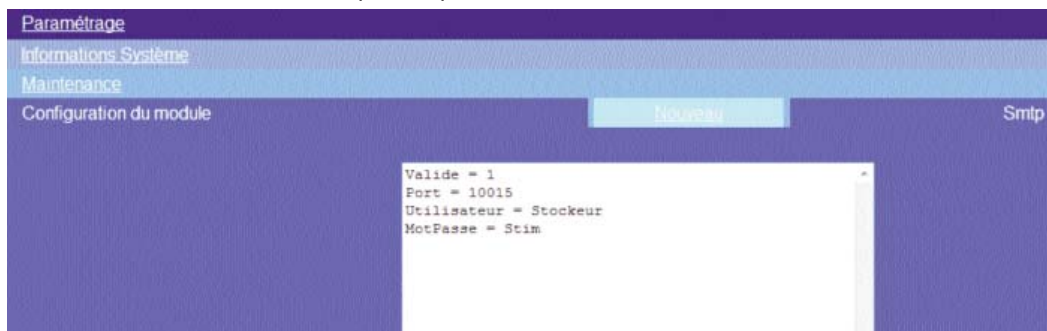 Paramétrage
Informations Système
Maintenance
Configuration du module Nouveau Smtp
Valide = 1
Port = 10015
Utilisateur = Stockeur
MotPasse = Stim